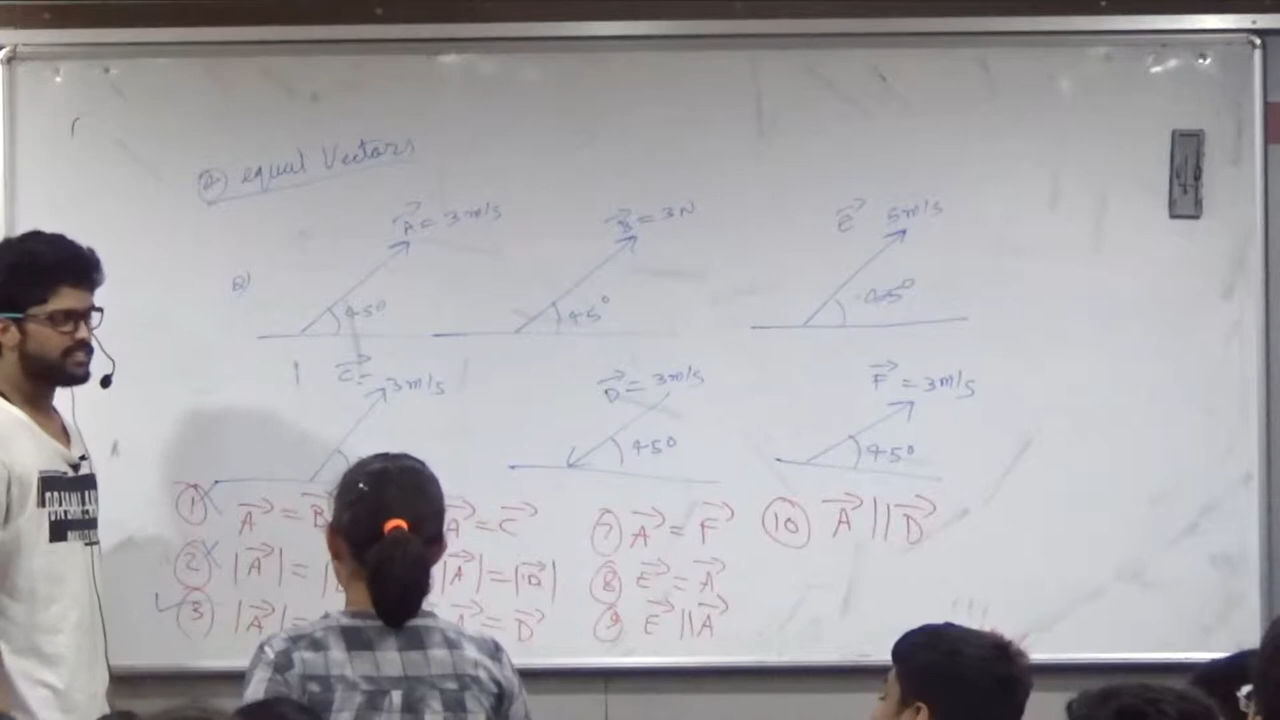 2) equal Vectors
A = 3m/s
B = 3N
E 5m/s
Q)
45°
45°
45°
C = 3m/s
D = 3m/s
F = 3m/s
45°
45°
1 A = B
A = C
7 A = F
10 A || D
2 |A| =
|A| = |D|
8 E = A
3 |A| =
A = D
9 E || A